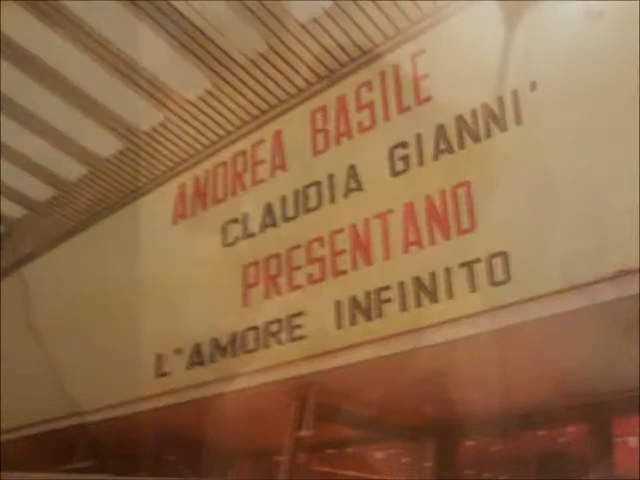 ANDREA BASILE
CLAUDIA GIANNI'
PRESENTANO
L"AMORE INFINITO